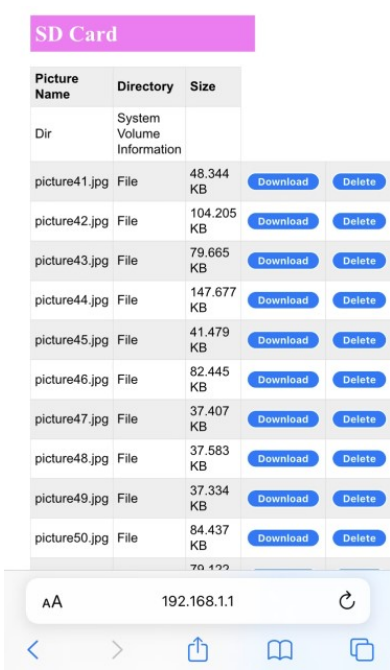 SD Card
Picture Name Directory Size
Dir System Volume Information
picture41.jpg File 48.344 KB Download Delete
picture42.jpg File 104.205 KB Download Delete
picture43.jpg File 79.665 KB Download Delete
picture44.jpg File 147.677 KB Download Delete
picture45.jpg File 41.479 KB Download Delete
picture46.jpg File 82.445 KB Download Delete
picture47.jpg File 37.407 KB Download Delete
picture48.jpg File 37.583 KB Download Delete
picture49.jpg File 37.334 KB Download Delete
picture50.jpg File 84.437 KB Download Delete
79.122
AA 192.168.1.1